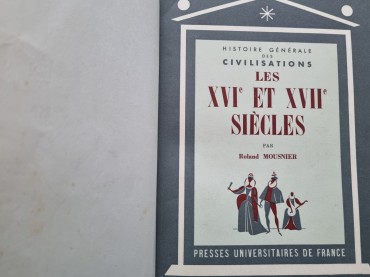 HISTOIRE GÉNÉRALE
DES
CIVILISATIONS
LES
XVIe ET XVIIe
SIÈCLES
PAR
Roland MOUSNIER
PRESSES UNIVERSITAIRES DE FRANCE